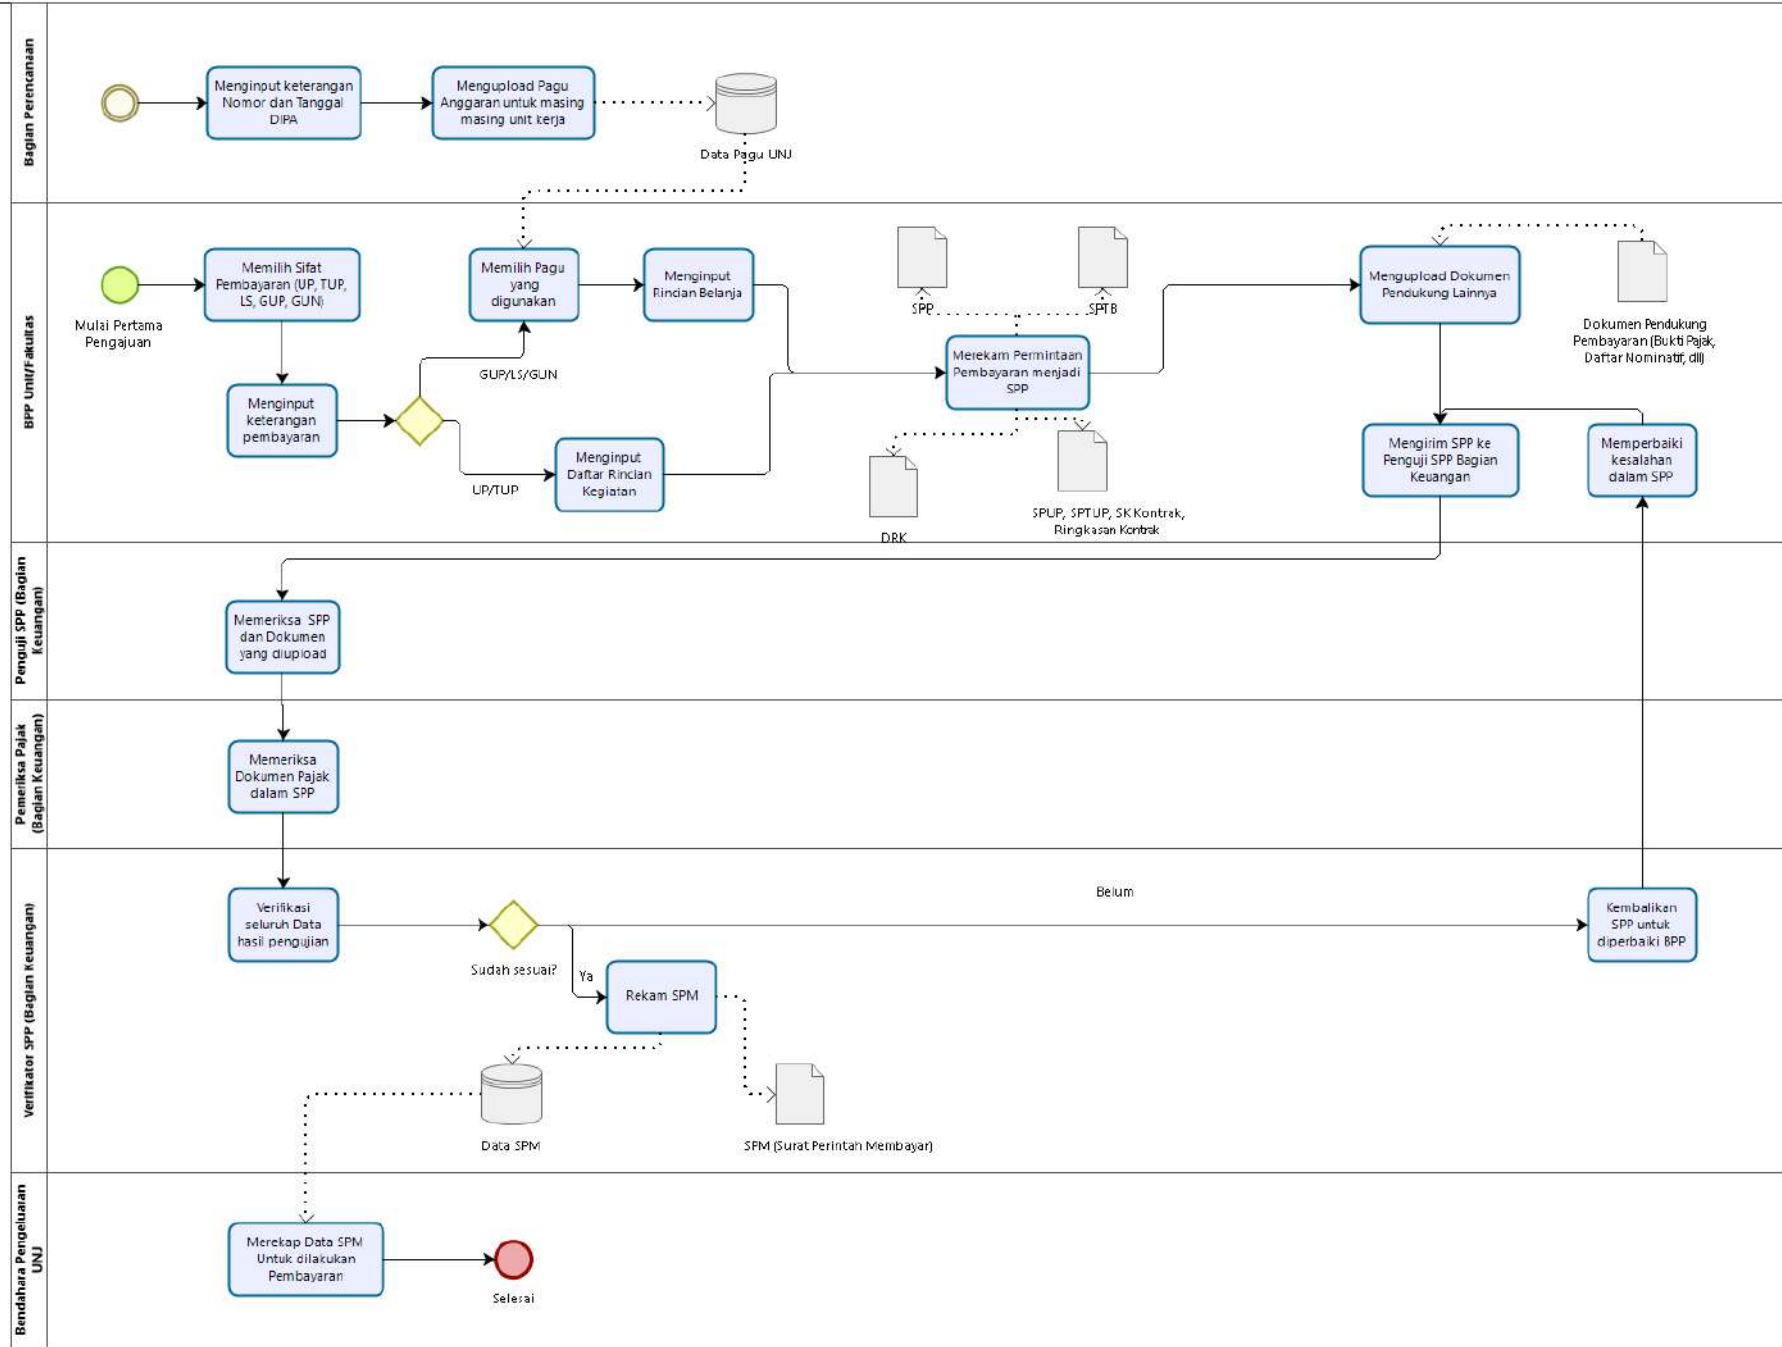 Bagian Perencanaan
Menginput keterangan
Nomor dan Tanggal
DIPA
Mengupload Pagu
Anggaran untuk masing
masing unit kerja
Data Pagu UNJ
BPP Unit/Fakultas
Mulai Pertama
Pengajuan
Memilih Sifat
Pembayaran (UP, TUP,
LS, GUP, GUN)
Menginput
keterangan
pembayaran
GUP/LS/GUN
UP/TUP
Memilih Pagu
yang
digunakan
Menginput
Rincian Belanja
Menginput
Daftar Rincian
Kegiatan
SPP
SPTB
Merekam Permintaan
Pembayaran menjadi
SPP
DRK
SPUP, SPTUP, SK Kontrak,
Ringkasan Kontrak
Mengupload Dokumen
Pendukung Lainnya
Dokumen Pendukung
Pembayaran (Bukti Pajak,
Daftar Nominatif, dll)
Mengirim SPP ke
Penguji SPP Bagian
Keuangan
Memperbaiki
kesalahan
dalam SPP
Penguji SPP (Bagian
Keuangan)
Memeriksa SPP
dan Dokumen
yang diupload
Pemeriksa Pajak
(Bagian Keuangan)
Memeriksa
Dokumen Pajak
dalam SPP
Verifikator SPP (Bagian Keuangan)
Verifikasi
seluruh Data
hasil pengujian
Sudah sesuai?
Ya
Belum
Rekam SPM
Kembalikan
SPP untuk
diperbaiki BPP
Data SPM
SPM (Surat Perintah Membayar)
Bendahara Pengeluaran
UNJ
Merekap Data SPM
Untuk dilakukan
Pembayaran
Selesai